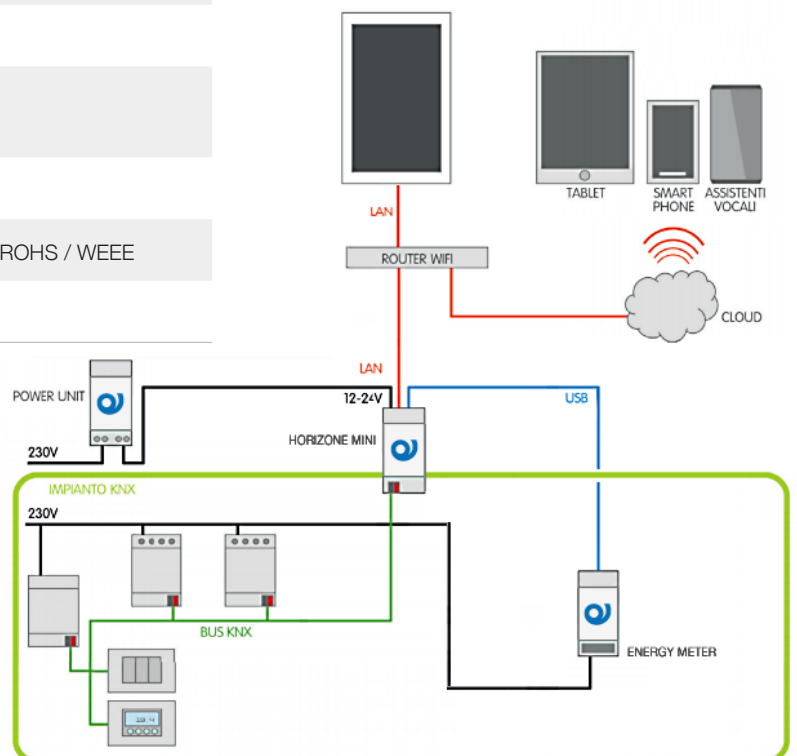 TABLET
SMART
PHONE
ASSISTENTI
VOCALI
LAN
ROUTER WIFI
ROHS / WEEE
CLOUD
LAN
POWER UNIT
12-24V
USB
HORIZONE MINI
230V
IMPIANTO KNX
230V
BUS KNX
ENERGY METER